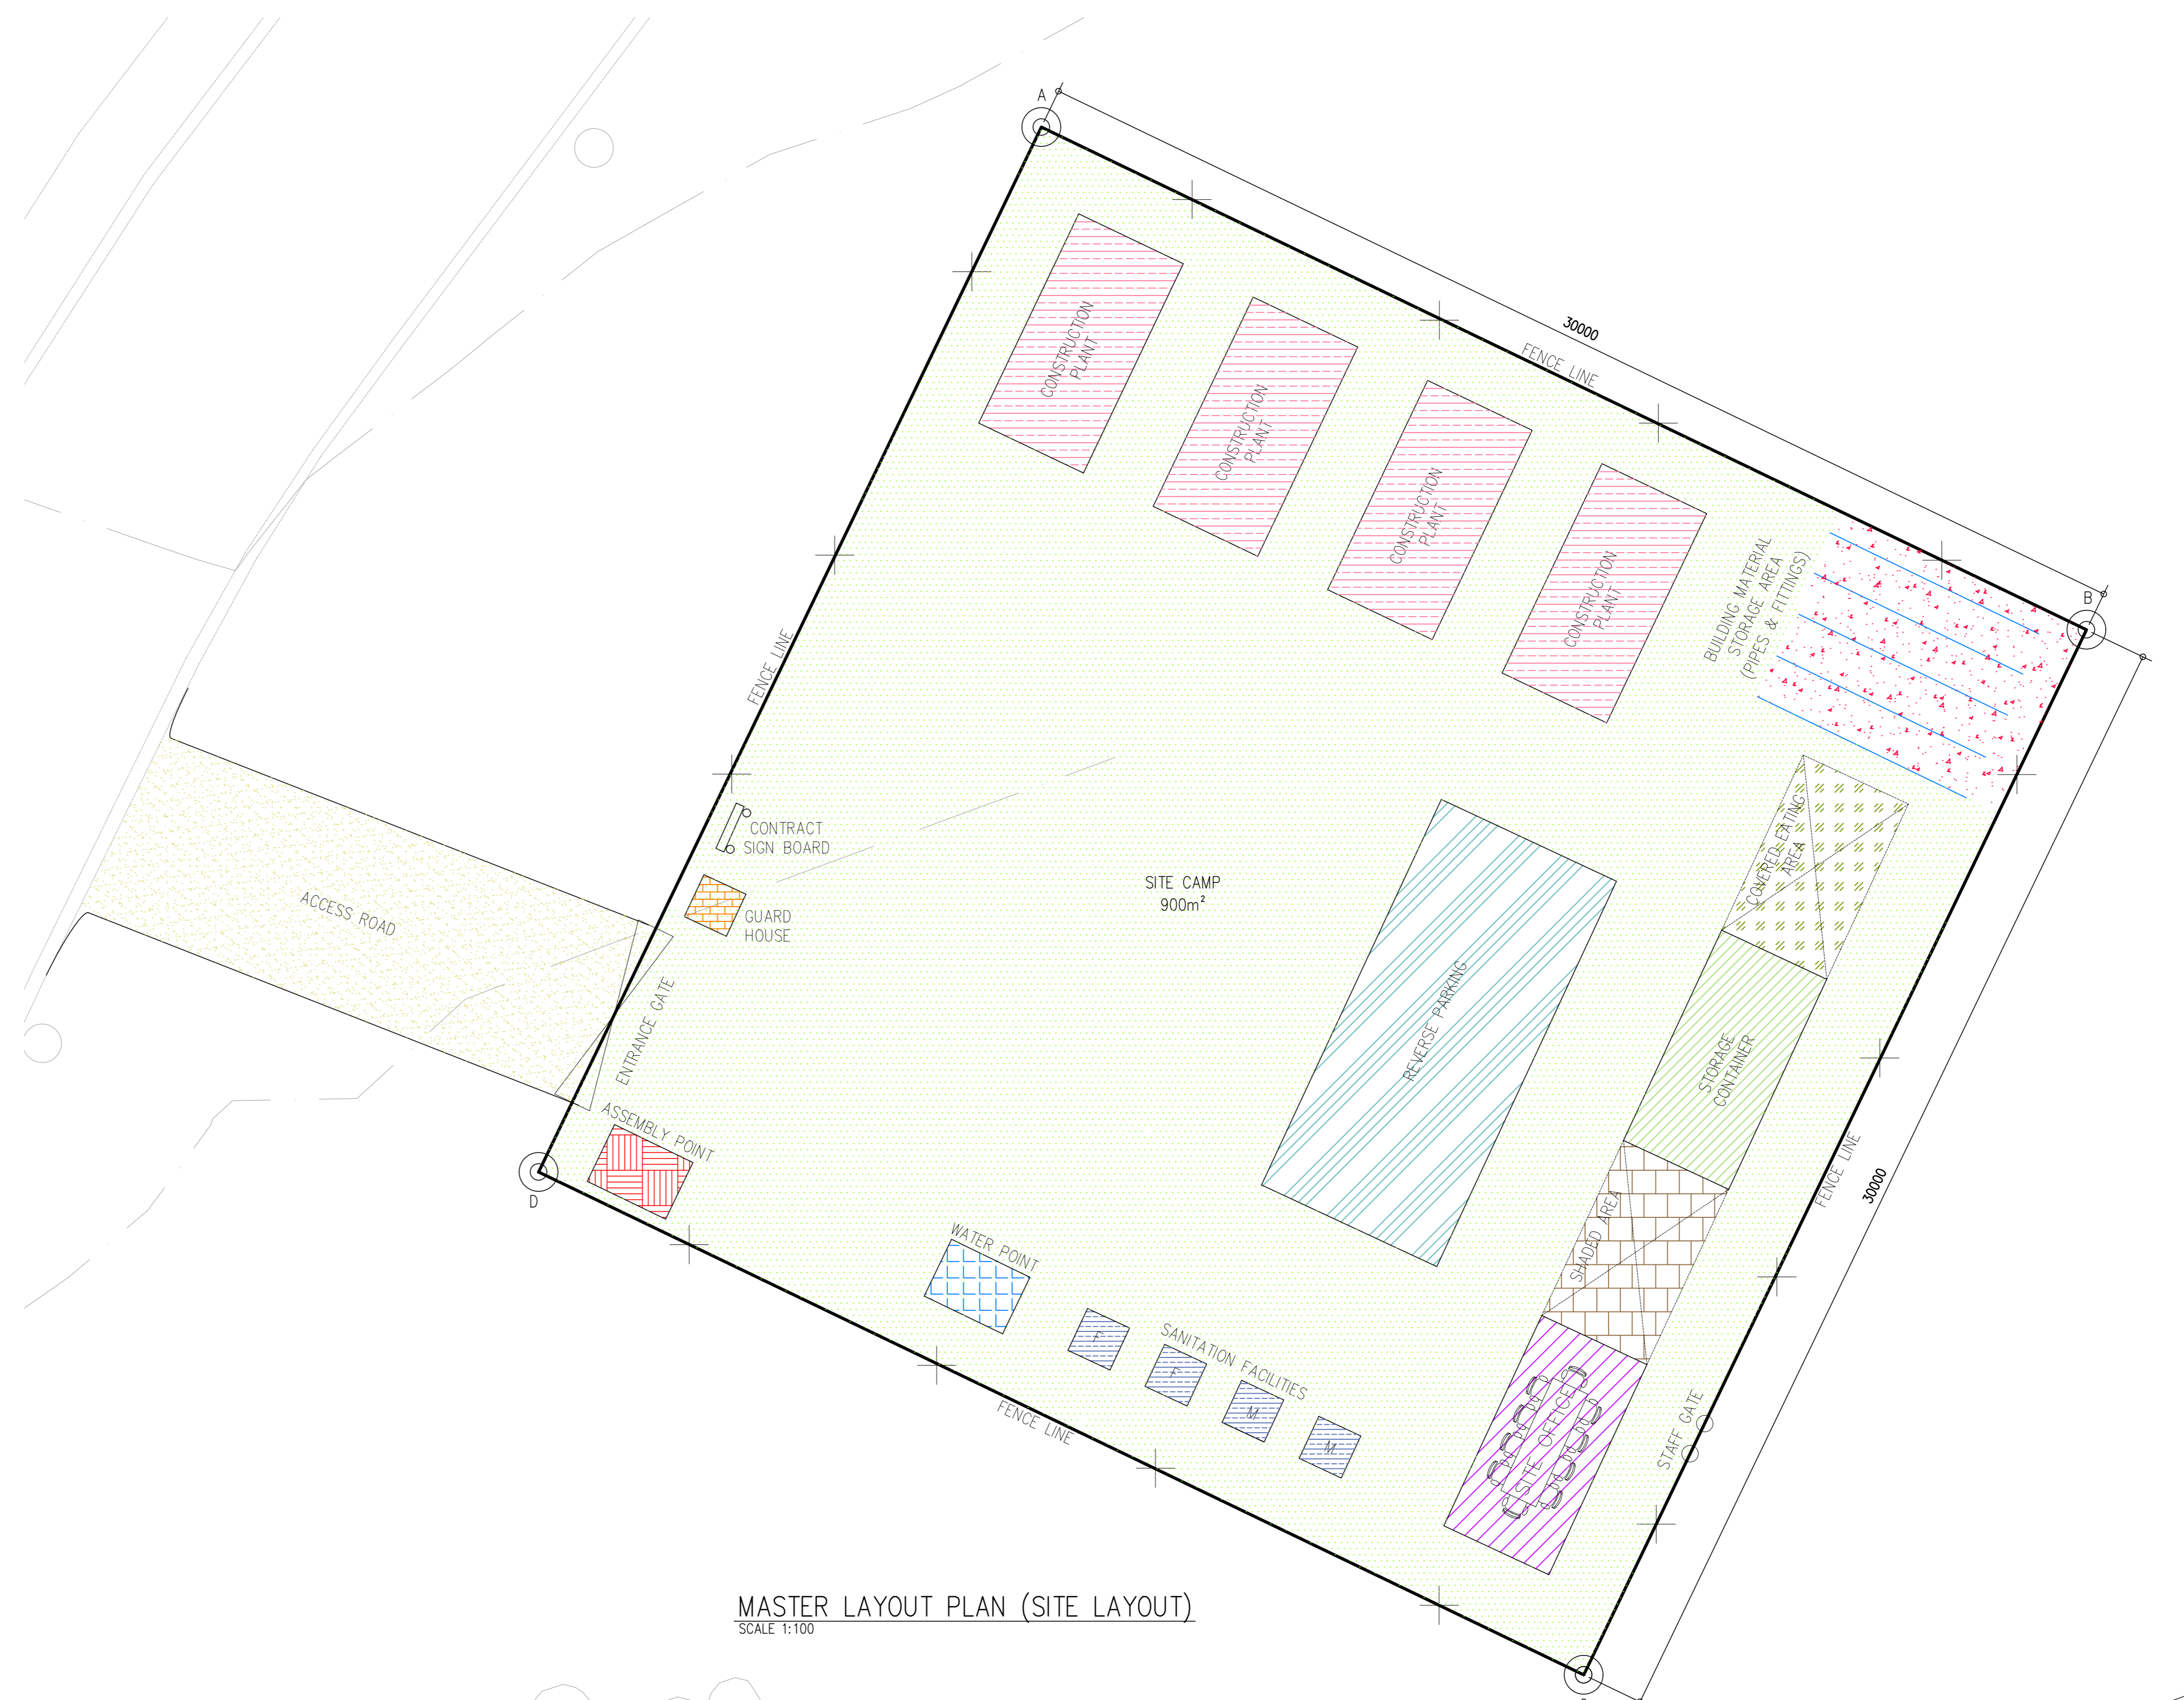 A
30000
FENCE LINE
CONSTRUCTION
PLANT
CONSTRUCTION
PLANT
CONSTRUCTION
PLANT
CONSTRUCTION
PLANT
BUILDING MATERIAL
STORAGE AREA
(PIPES & FITTINGS)
B
FENCE LINE
CONTRACT
SIGN BOARD
GUARD
HOUSE
SITE CAMP
900m²
COVERED EATING
AREA
ACCESS ROAD
ENTRANCE GATE
REVERSE PARKING
STORAGE
CONTAINER
ASSEMBLY POINT
D
FENCE LINE
30000
SHADED AREA
WATER POINT
SANITATION FACILITIES
F
F
M
M
FENCE LINE
SITE OFFICE
STAFF GATE
MASTER LAYOUT PLAN (SITE LAYOUT)
SCALE 1:100